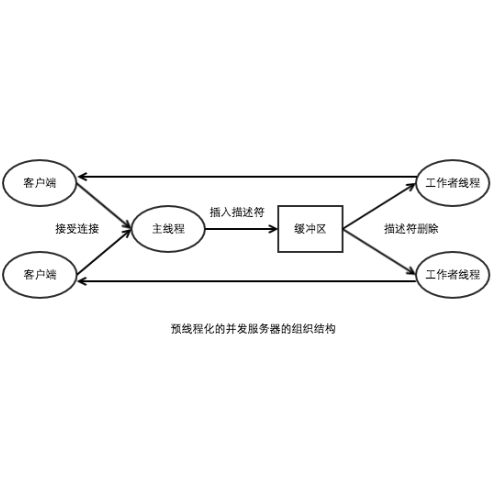 客户端
工作者线程
插入描述符
接受连接
主线程
缓冲区
描述符删除
客户端
工作者线程
预线程化的并发服务器的组织结构